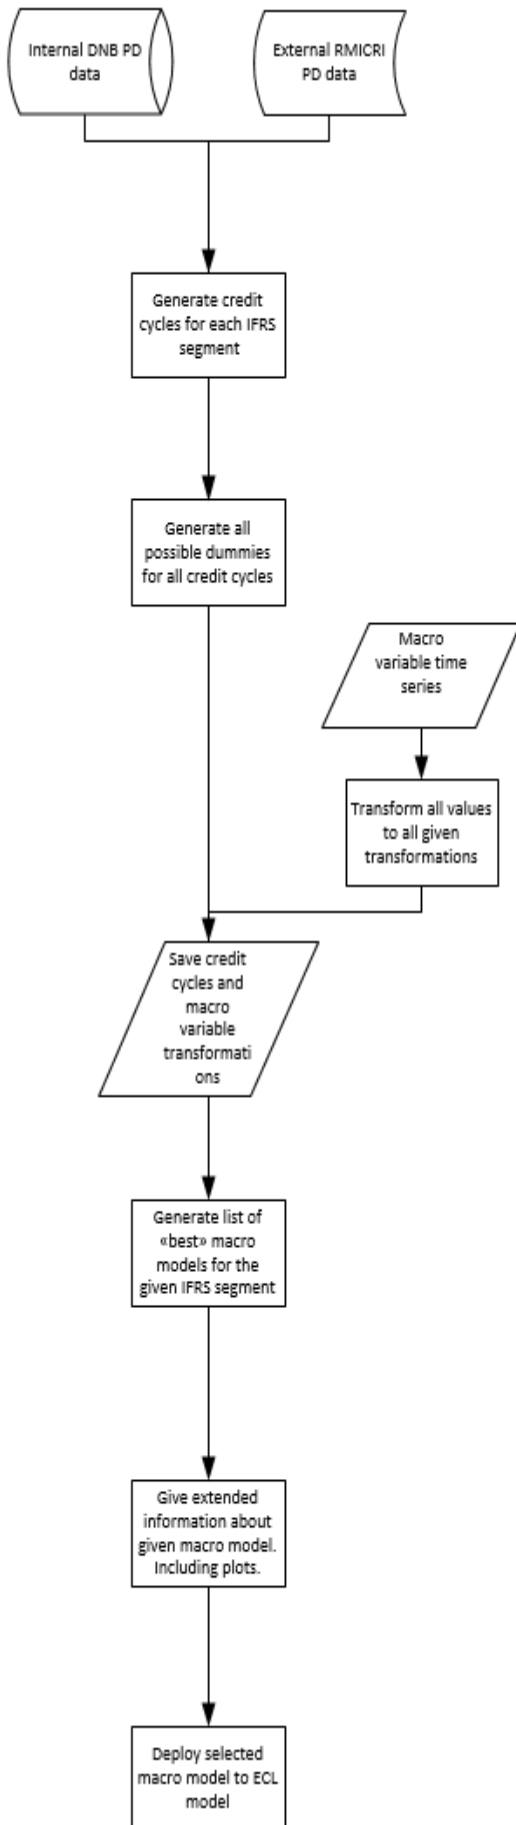 Internal DNB PD
data
External RMICRI
PD data
Generate credit
cycles for each IFRS
segment
Generate all
possible dummies
for all credit cycles
Macro
variable time
series
Transform all values
to all given
transformations
Save credit
cycles and
macro
variable
transformati
ons
Generate list of
«best» macro
models for the
given IFRS segment
Give extended
information about
given macro model.
Including plots.
Deploy selected
macro model to ECL
model